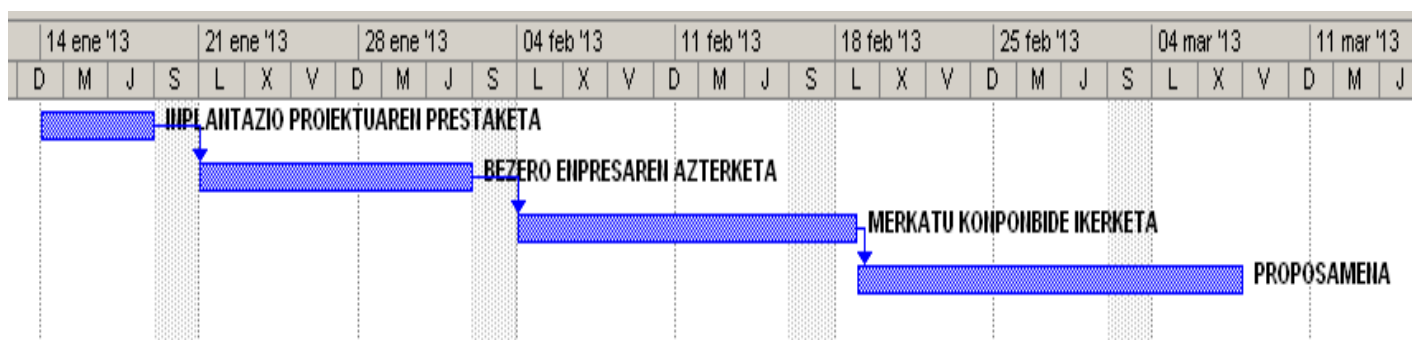 14 ene '13 21 ene '13 28 ene '13 04 feb '13 11 feb '13 18 feb '13 25 feb '13 04 mar '13 11 mar '13
D M J S L X V D M J S L X V D M J S L X V D M J S L X V D M J
INPLANTAZIO PROIEKTUAREN PRESTAKETA
BEZERO ENPRESAREN AZTERKETA
MERKATU KONPONBIDE IKERKETA
PROPOSAMENA